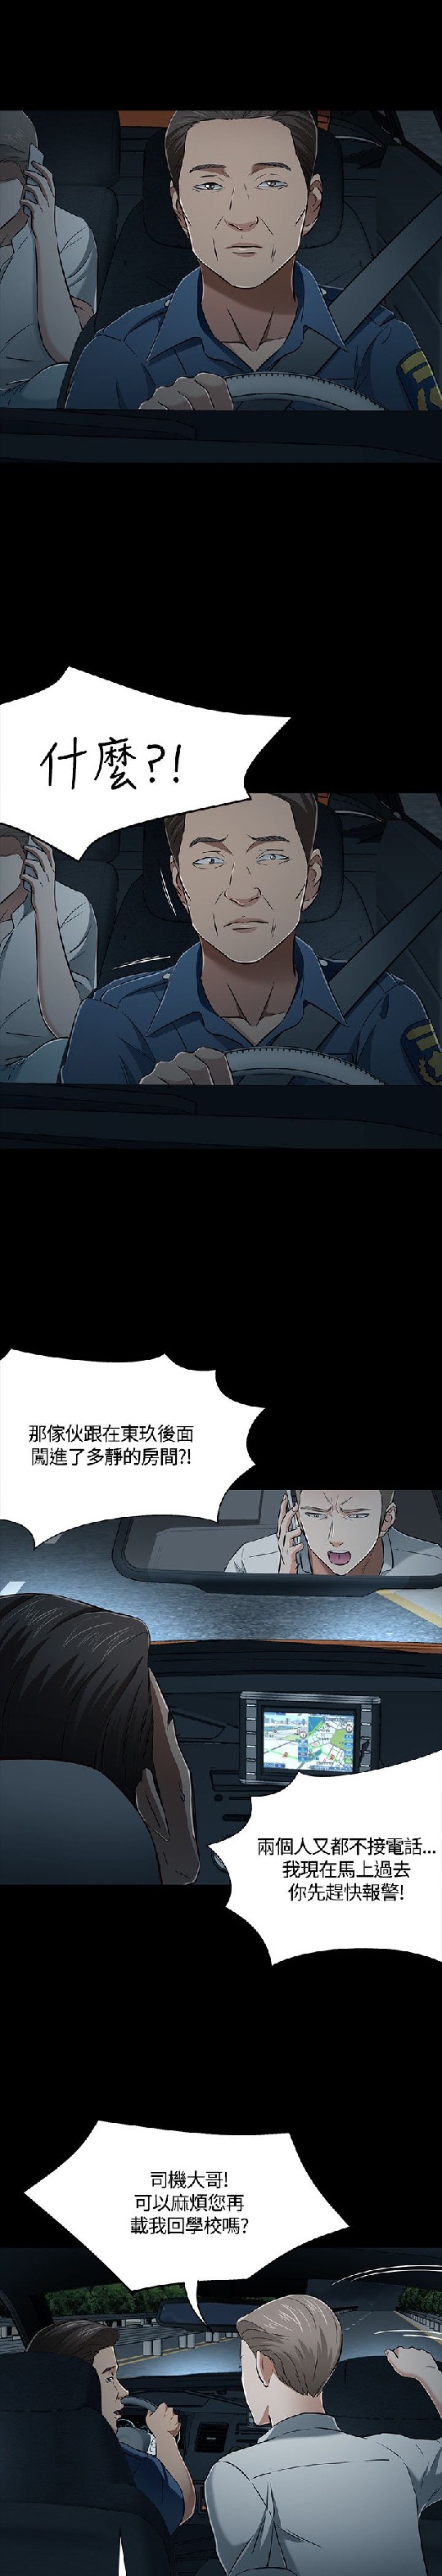 什麼?!
那傢伙跟在東玖後面
闖進了多靜的房間?!
兩個人又都不接電話...
我現在馬上過去
你先趕快報警!
司機大哥!
可以麻煩您再
載我回學校嗎?